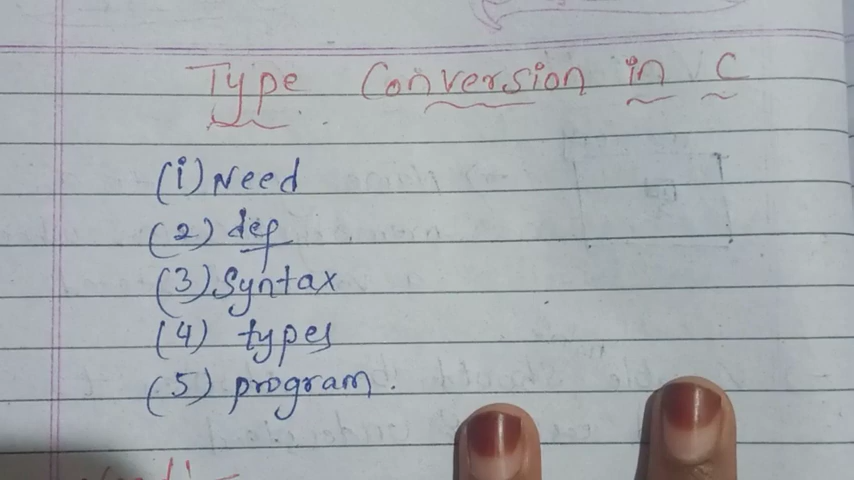 Type Conversion in C
(i) Need
(2) def
(3) Syntax
(4) types
(5) program.